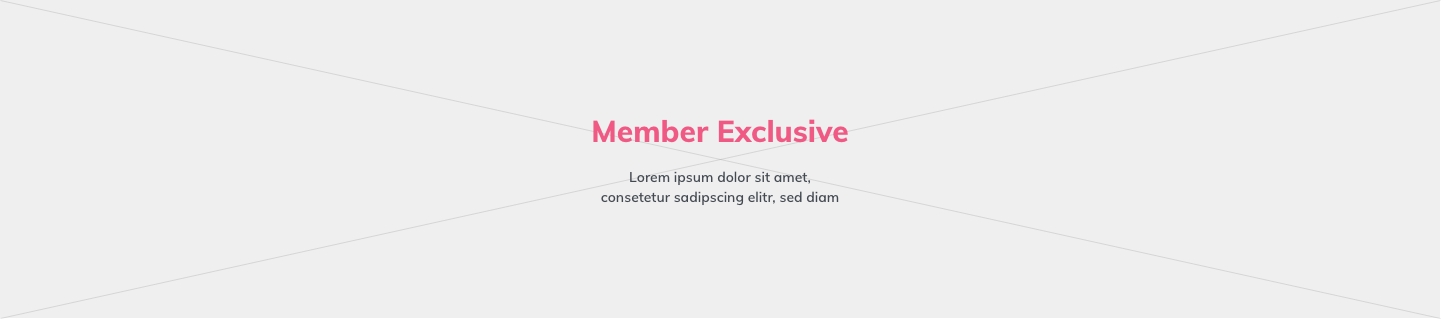 Member Exclusive
Lorem ipsum dolor sit amet,
consetetur sadipscing elitr, sed diam